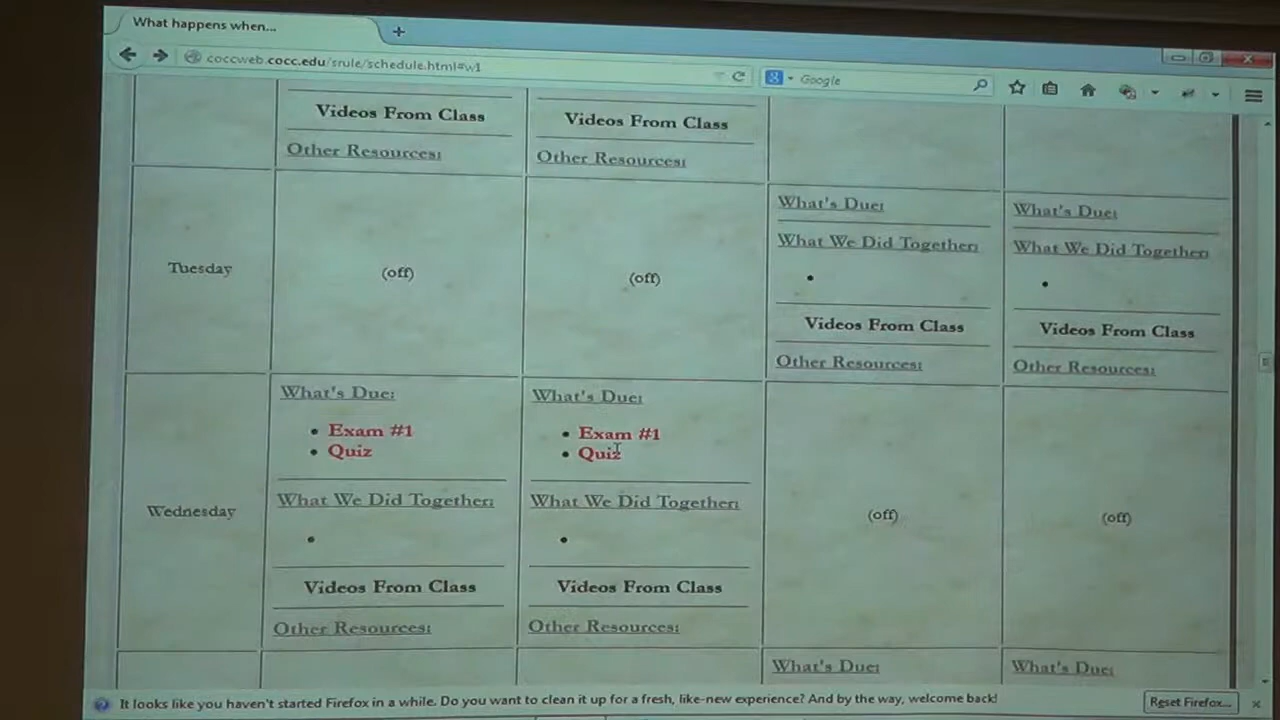 What happens when...
coccweb.cocc.edu/srule/schedule.html#w1
Google
Videos From Class
Videos From Class
Other Resources:
Other Resources:
Tuesday
(off)
(off)
What's Due:
What We Did Together:
Videos From Class
Other Resources:
What's Due:
What We Did Together:
Videos From Class
Other Resources:
Wednesday
What's Due:
Exam #1
Quiz
What We Did Together:
Videos From Class
Other Resources:
What's Due:
Exam #1
Quiz
What We Did Together:
Videos From Class
Other Resources:
(off)
(off)
What's Due:
What's Due:
It looks like you haven't started Firefox in a while. Do you want to clean it up for a fresh, like-new experience? And by the way, welcome back!
Reset Firefox...